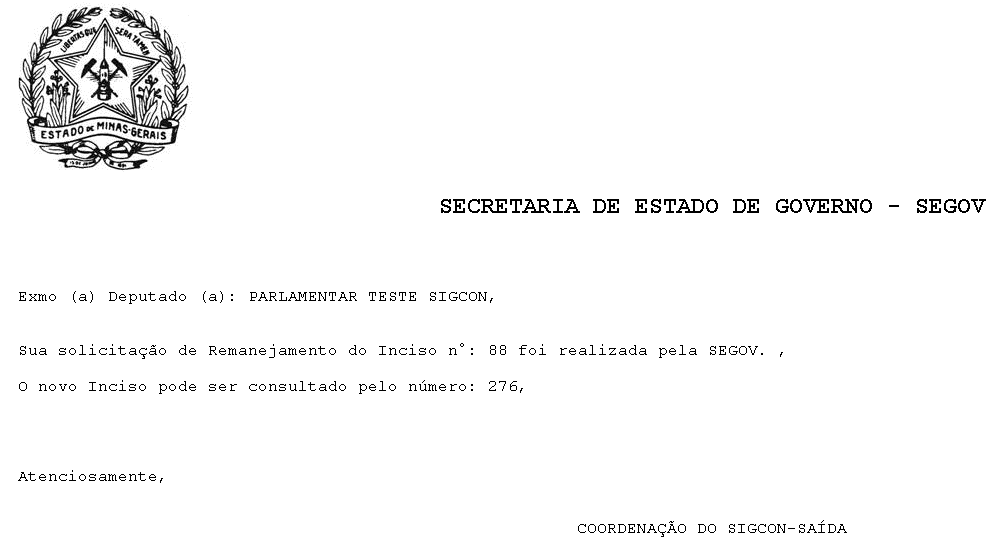 LIBERTAS QUE SERA TAMEN
ESTADO DE MINAS-GERAIS
SECRETARIA DE ESTADO DE GOVERNO - SEGOV
Exmo (a) Deputado (a): PARLAMENTAR TESTE SIGCON,
Sua solicitação de Remanejamento do Inciso n°: 88 foi realizada pela SEGOV. ,
O novo Inciso pode ser consultado pelo número: 276,
Atenciosamente,
COORDENAÇÃO DO SIGCON-SAÍDA